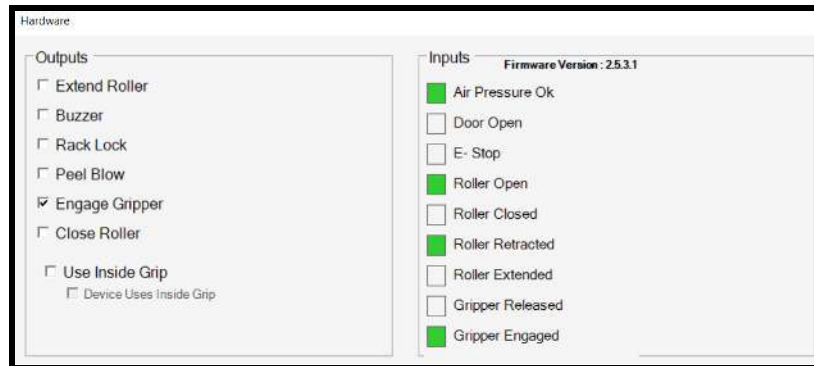 Hardware
Outputs
Extend Roller
Buzzer
Rack Lock
Peel Blow
Engage Gripper
Close Roller
Use Inside Grip
Device Uses Inside Grip
Inputs
Firmware Version : 2.5.3.1
Air Pressure Ok
Door Open
E- Stop
Roller Open
Roller Closed
Roller Retracted
Roller Extended
Gripper Released
Gripper Engaged